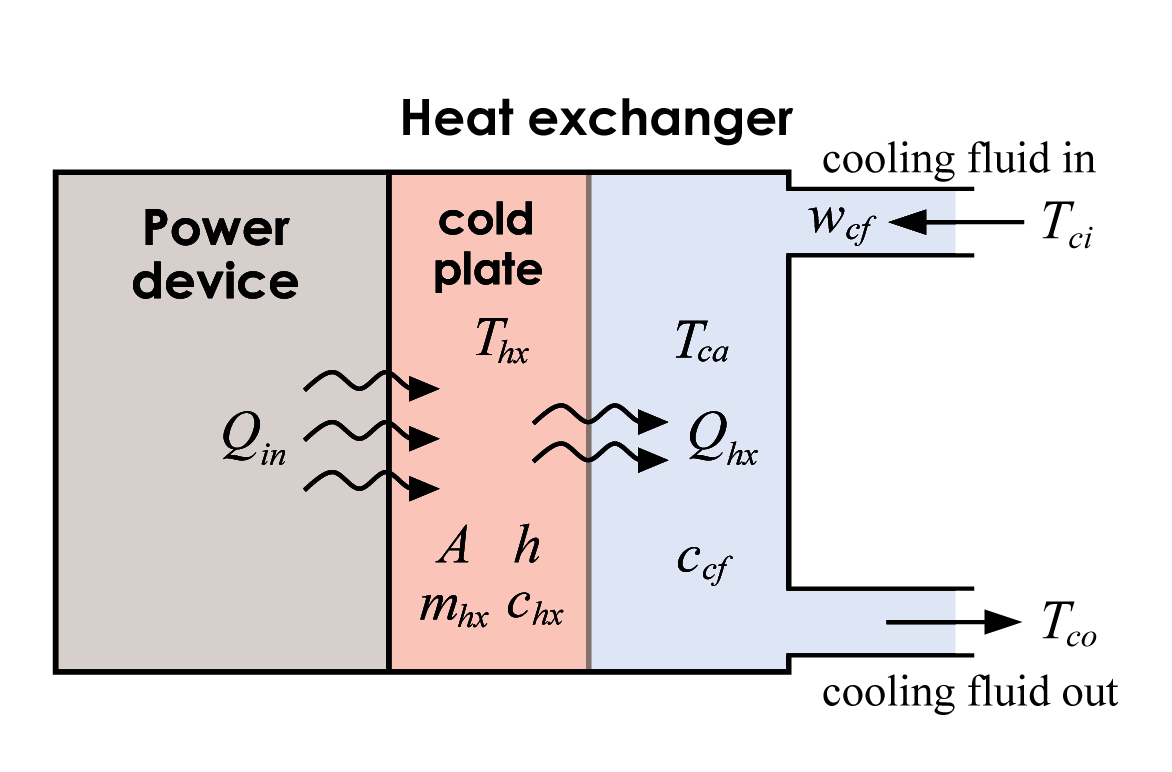 Heat exchanger
cooling fluid in
Power
device
cold
plate
w_cf
T_ci
T_hx
T_ca
Q_in
Q_hx
A h
m_hx c_hx
c_cf
T_co
cooling fluid out